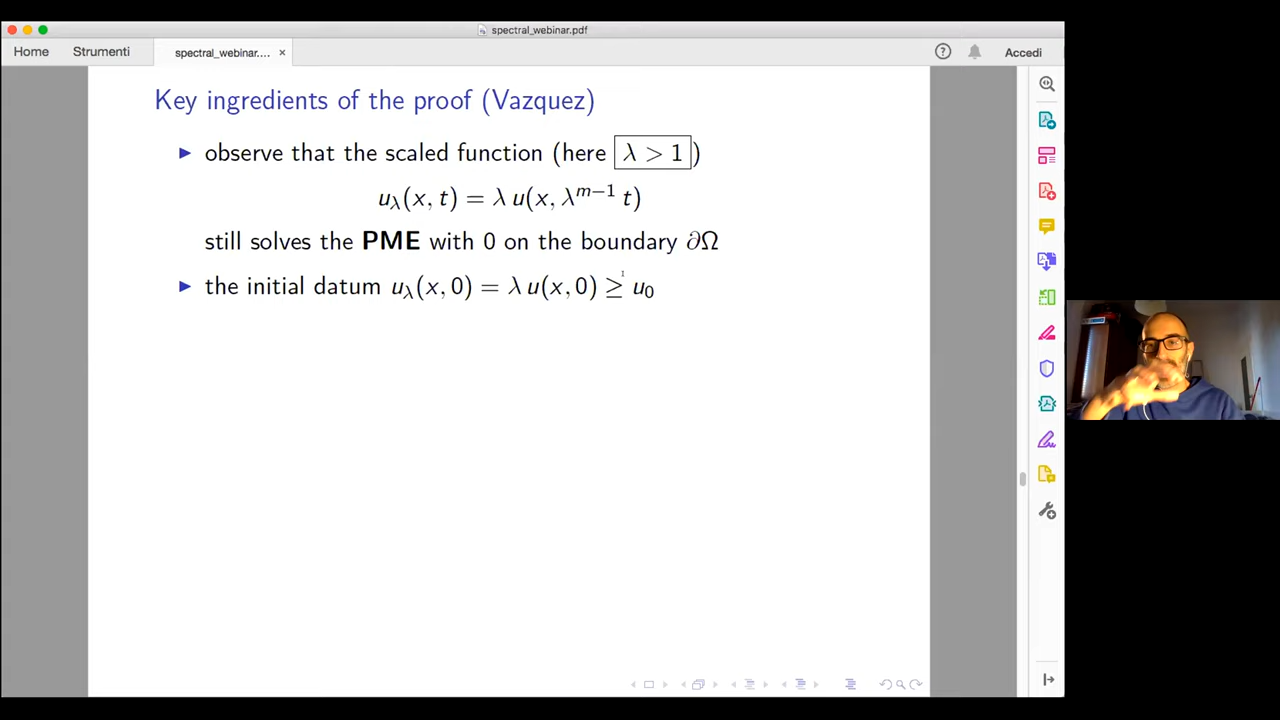 spectral_webinar.pdf
Home Strumenti spectral_webinar.... × Accedi
Key ingredients of the proof (Vazquez)
▶ observe that the scaled function (here λ > 1)
u_λ(x, t) = λ u(x, λ^{m−1} t)
still solves the PME with 0 on the boundary ∂Ω
▶ the initial datum u_λ(x, 0) = λ u(x, 0) ≥ u_0